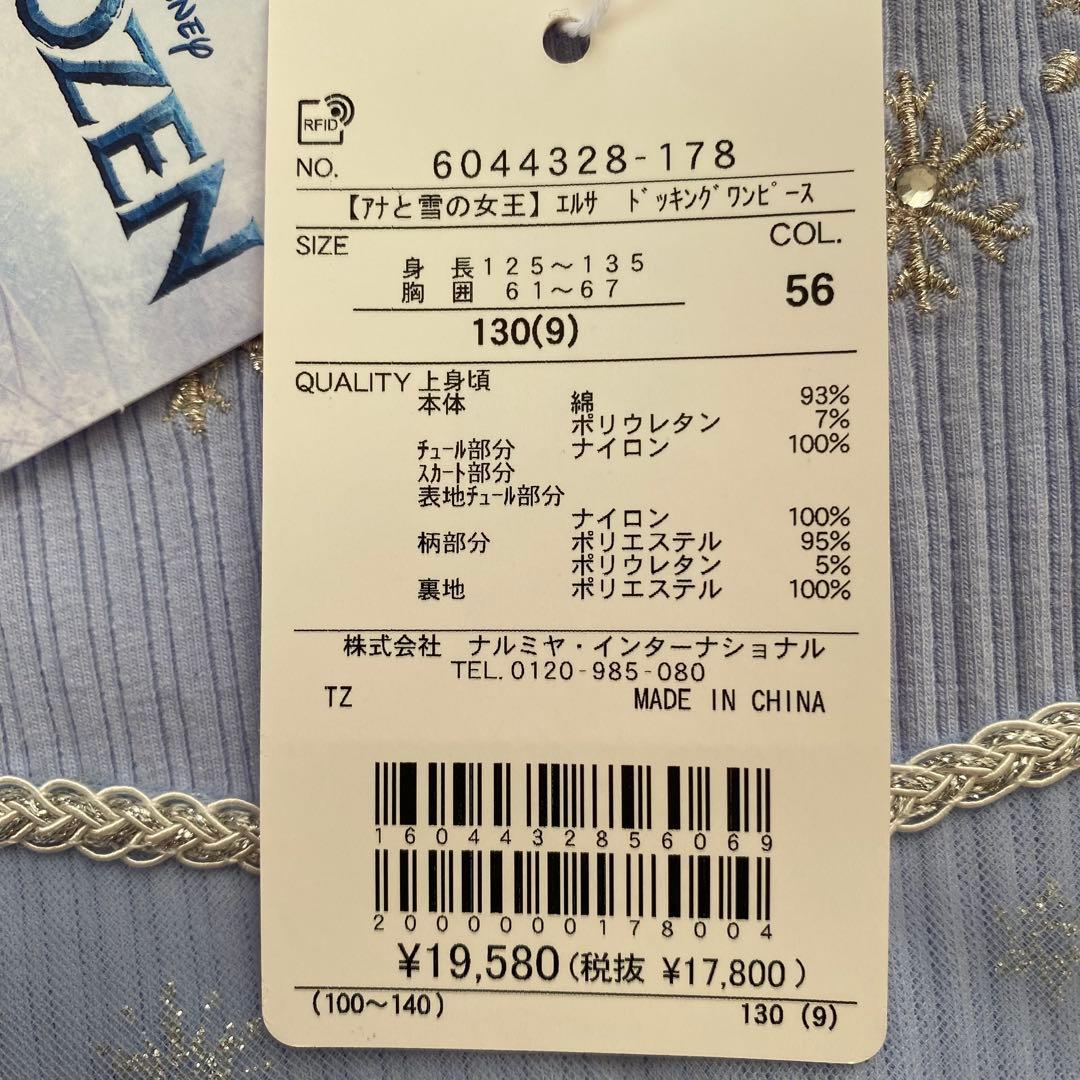 DISNEY
FROZEN
RFID
NO. 6044328-178
【アナと雪の女王】エルサ ドッキングワンピース
SIZE
COL.
身 長125～135
胸 囲 61～67
56
130(9)
QUALITY 上身頃
本体 綿 93%
ポリウレタン 7%
チュール部分 ナイロン 100%
スカート部分
表地チュール部分
ナイロン 100%
柄部分 ポリエステル 95%
ポリウレタン 5%
裏地 ポリエステル 100%
株式会社 ナルミヤ・インターナショナル
TEL.0120-985-080
TZ MADE IN CHINA
1604432856069
2000000178004
¥19,580(税抜 ¥17,800)
(100～140) 130 (9)